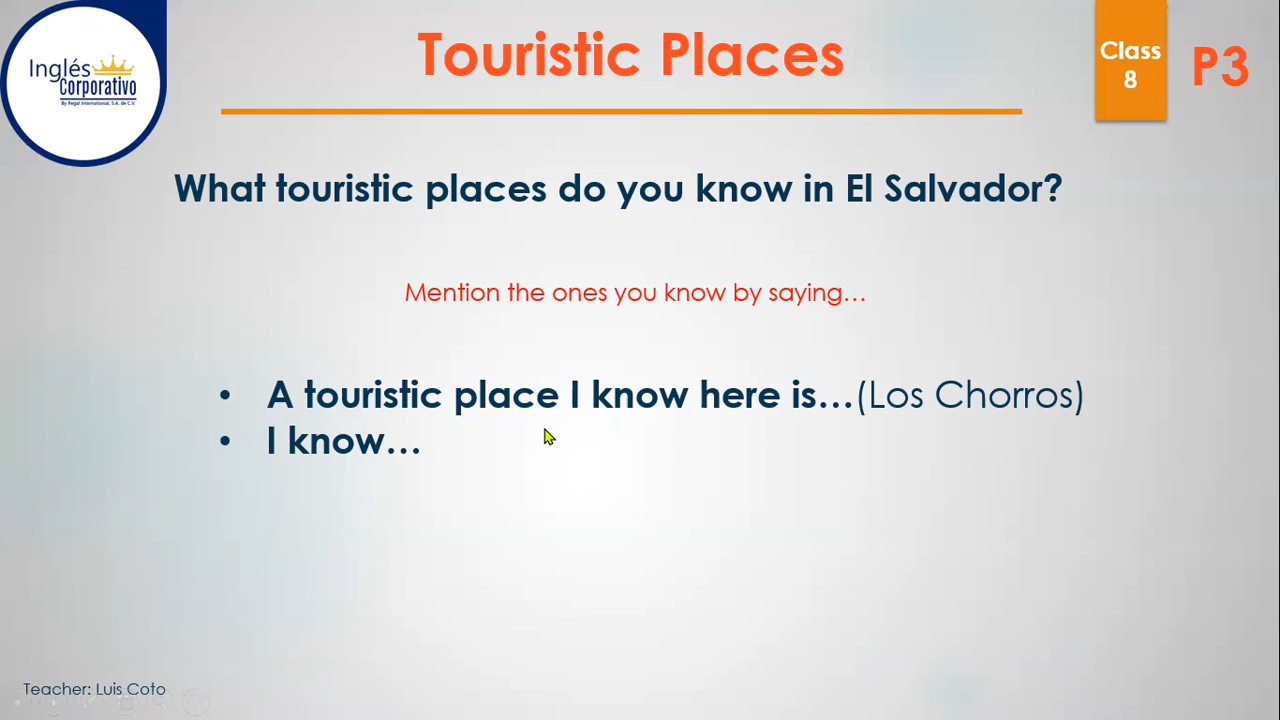 Inglés
Corporativo
By Regal International, S.A. de C.V.
Touristic Places
Class
8
P3
What touristic places do you know in El Salvador?
Mention the ones you know by saying…
• A touristic place I know here is…(Los Chorros)
• I know…
Teacher: Luis Coto